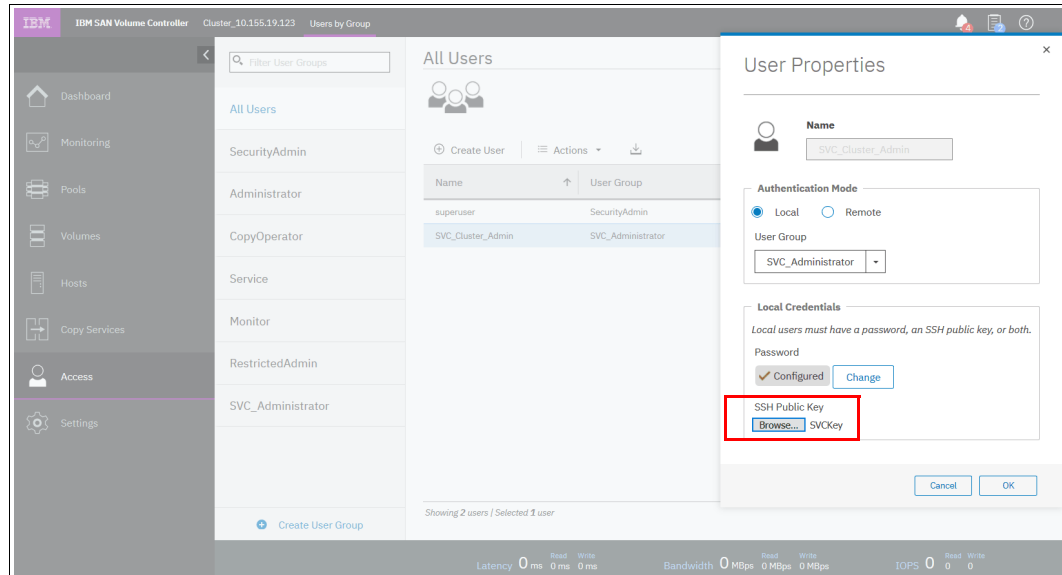 IBM IBM SAN Volume Controller Cluster_10.155.19.123 Users by Group 4 2
Filter User Groups
All Users
SecurityAdmin
Administrator
CopyOperator
Service
Monitor
RestrictedAdmin
SVC_Administrator
Create User Group
Dashboard
Monitoring
Pools
Volumes
Hosts
Copy Services
Access
Settings
All Users
Create User Actions
Name User Group
superuser SecurityAdmin
SVC_Cluster_Admin SVC_Administrator
Showing 2 users | Selected 1 user
User Properties
Name
SVC_Cluster_Admin
Authentication Mode
Local Remote
User Group
SVC_Administrator
Local Credentials
Local users must have a password, an SSH public key, or both.
Password
Configured Change
SSH Public Key
Browse... SVCKey
Cancel OK
Latency 0 ms Read 0 ms Write 0 ms Bandwidth 0 MBps Read 0 MBps Write 0 MBps IOPS 0 Read 0 Write 0